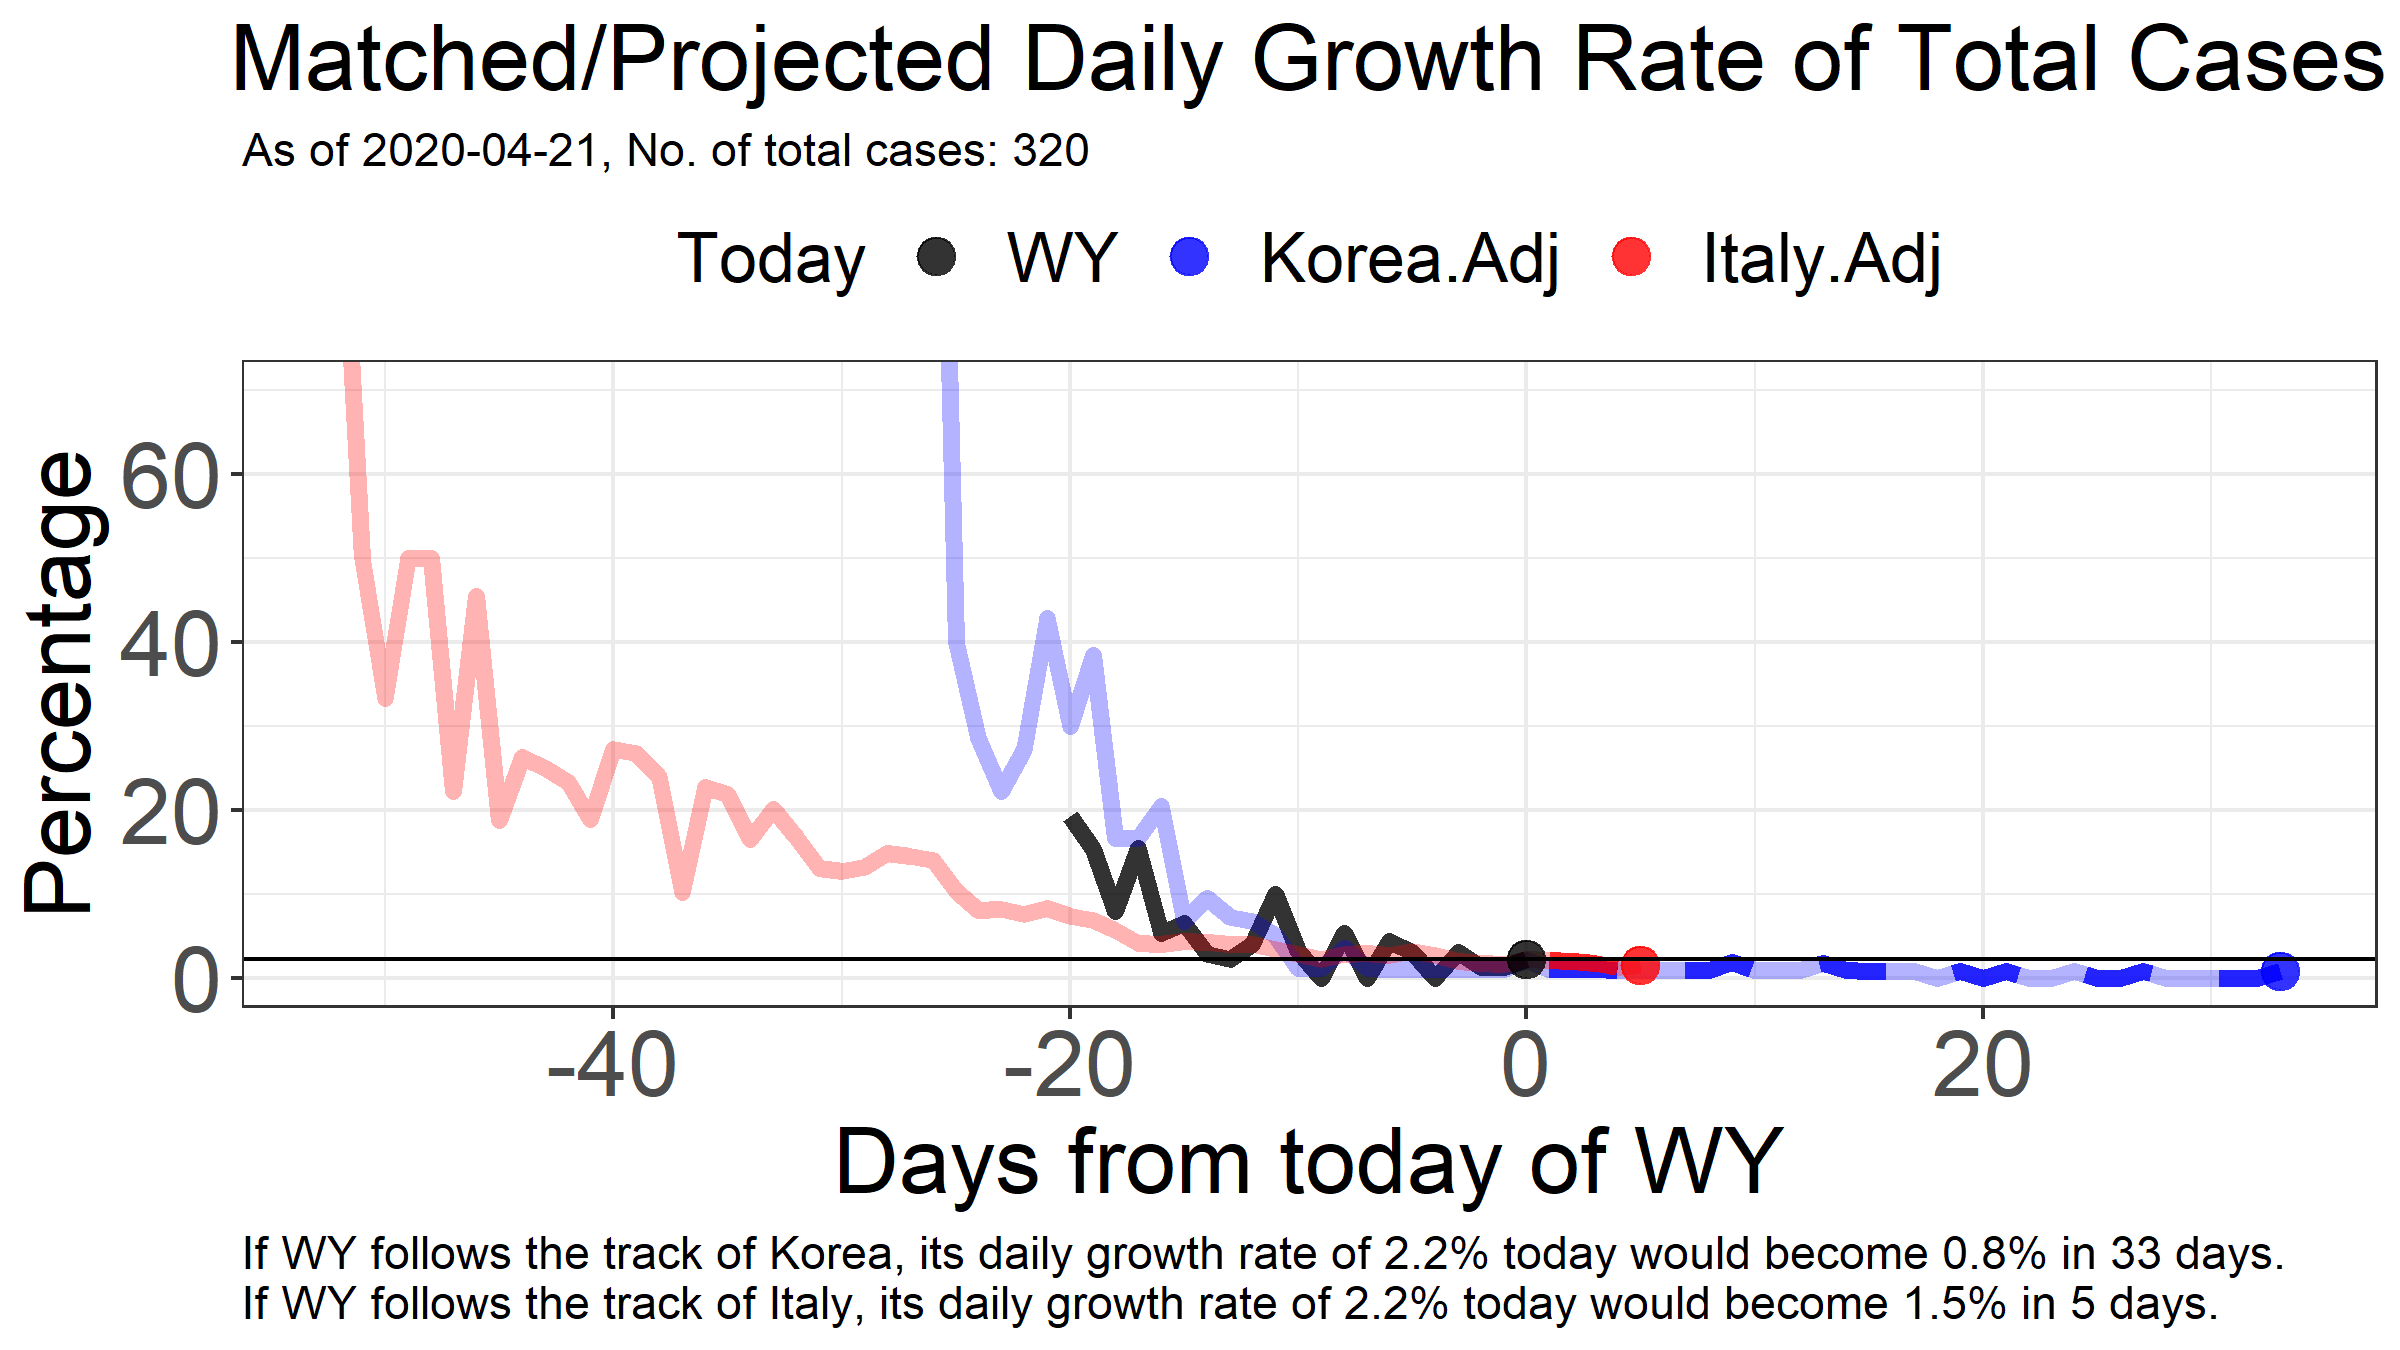 Matched/Projected Daily Growth Rate of Total Cases
As of 2020-04-21, No. of total cases: 320
Today WY Korea.Adj Italy.Adj
Percentage
60
40
20
0
-40 -20 0 20
Days from today of WY
If WY follows the track of Korea, its daily growth rate of 2.2% today would become 0.8% in 33 days.
If WY follows the track of Italy, its daily growth rate of 2.2% today would become 1.5% in 5 days.